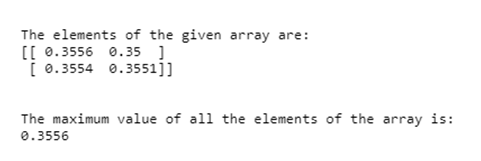 The elements of the given array are:
[[ 0.3556  0.35  ]
 [ 0.3554  0.3551]]
The maximum value of all the elements of the array is:
0.3556